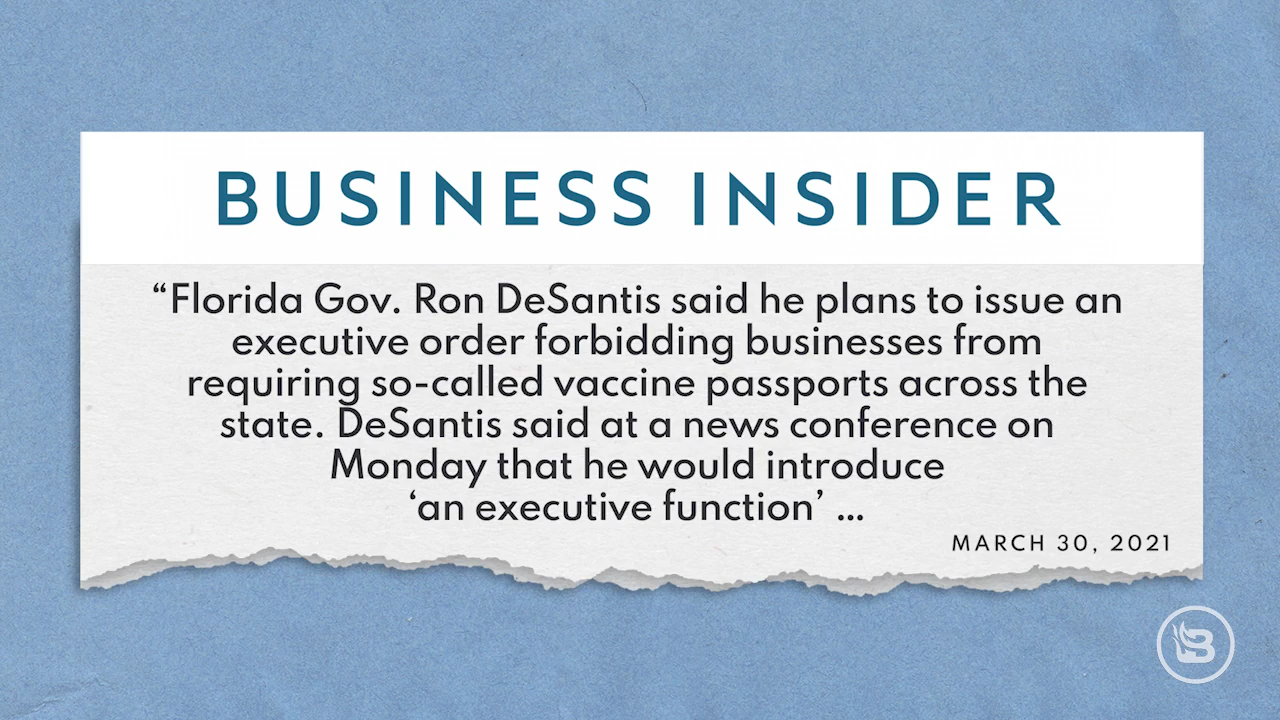 BUSINESS INSIDER
“Florida Gov. Ron DeSantis said he plans to issue an
executive order forbidding businesses from
requiring so-called vaccine passports across the
state. DeSantis said at a news conference on
Monday that he would introduce
‘an executive function’ ...
MARCH 30, 2021
B